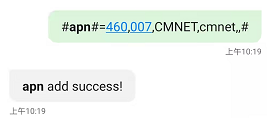 #apn#=460,007,CMNET,cmnet,,#
上午10:19
apn add success!
上午10:19